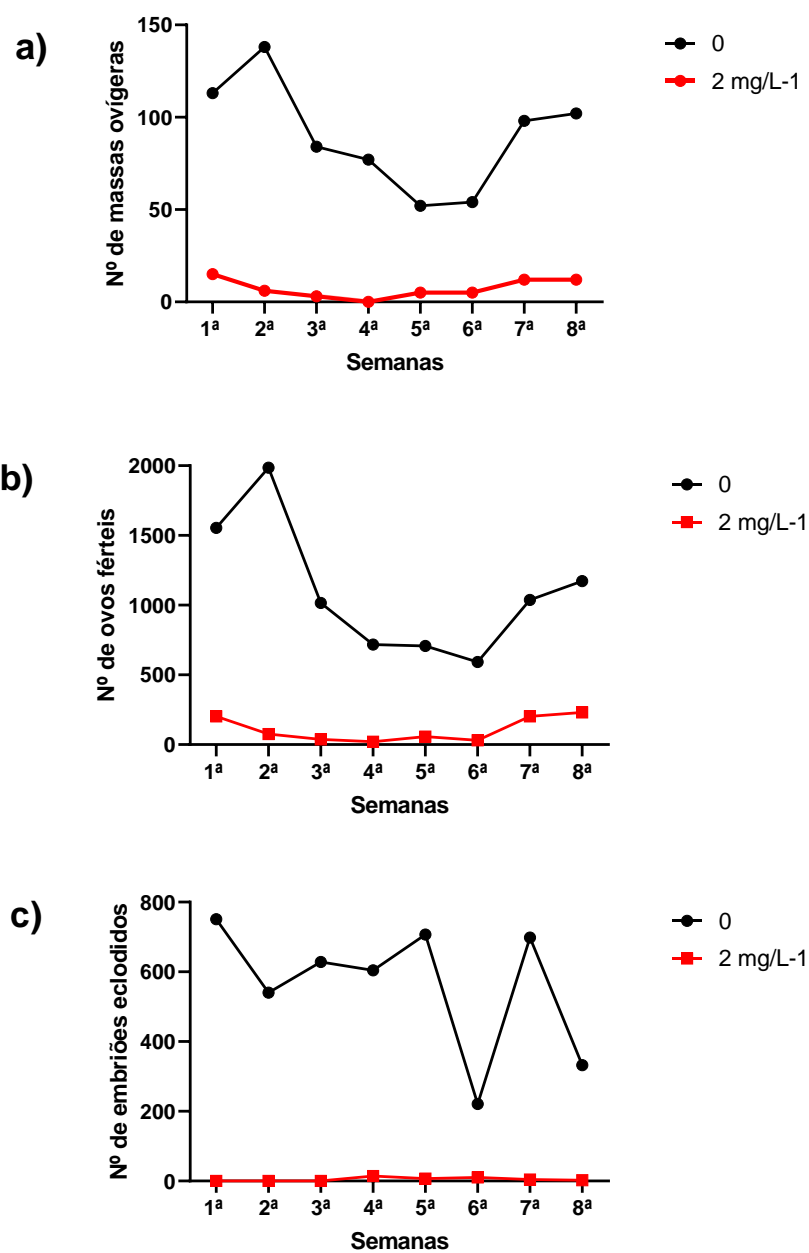 a)
Nº de massas ovígeras
150
100
50
0
1ª 2ª 3ª 4ª 5ª 6ª 7ª 8ª
Semanas
0
2 mg/L-1
b)
Nº de ovos férteis
2000
1500
1000
500
0
1ª 2ª 3ª 4ª 5ª 6ª 7ª 8ª
Semanas
0
2 mg/L-1
c)
Nº de embriões eclodidos
800
600
400
200
0
1ª 2ª 3ª 4ª 5ª 6ª 7ª 8ª
Semanas
0
2 mg/L-1